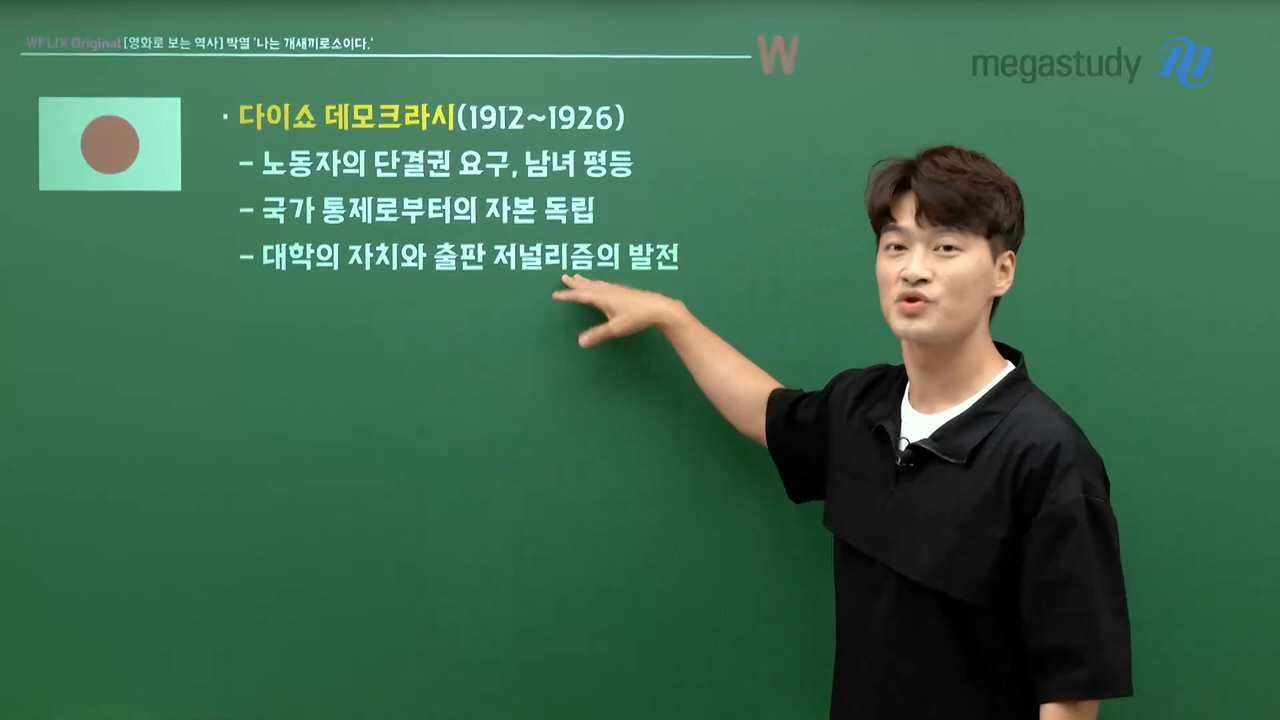 WFLIX Original [영화로 보는 역사] 박열 '나는 개새끼로소이다.'
W
megastudy
· 다이쇼 데모크라시(1912~1926)
- 노동자의 단결권 요구, 남녀 평등
- 국가 통제로부터의 자본 독립
- 대학의 자치와 출판 저널리즘의 발전